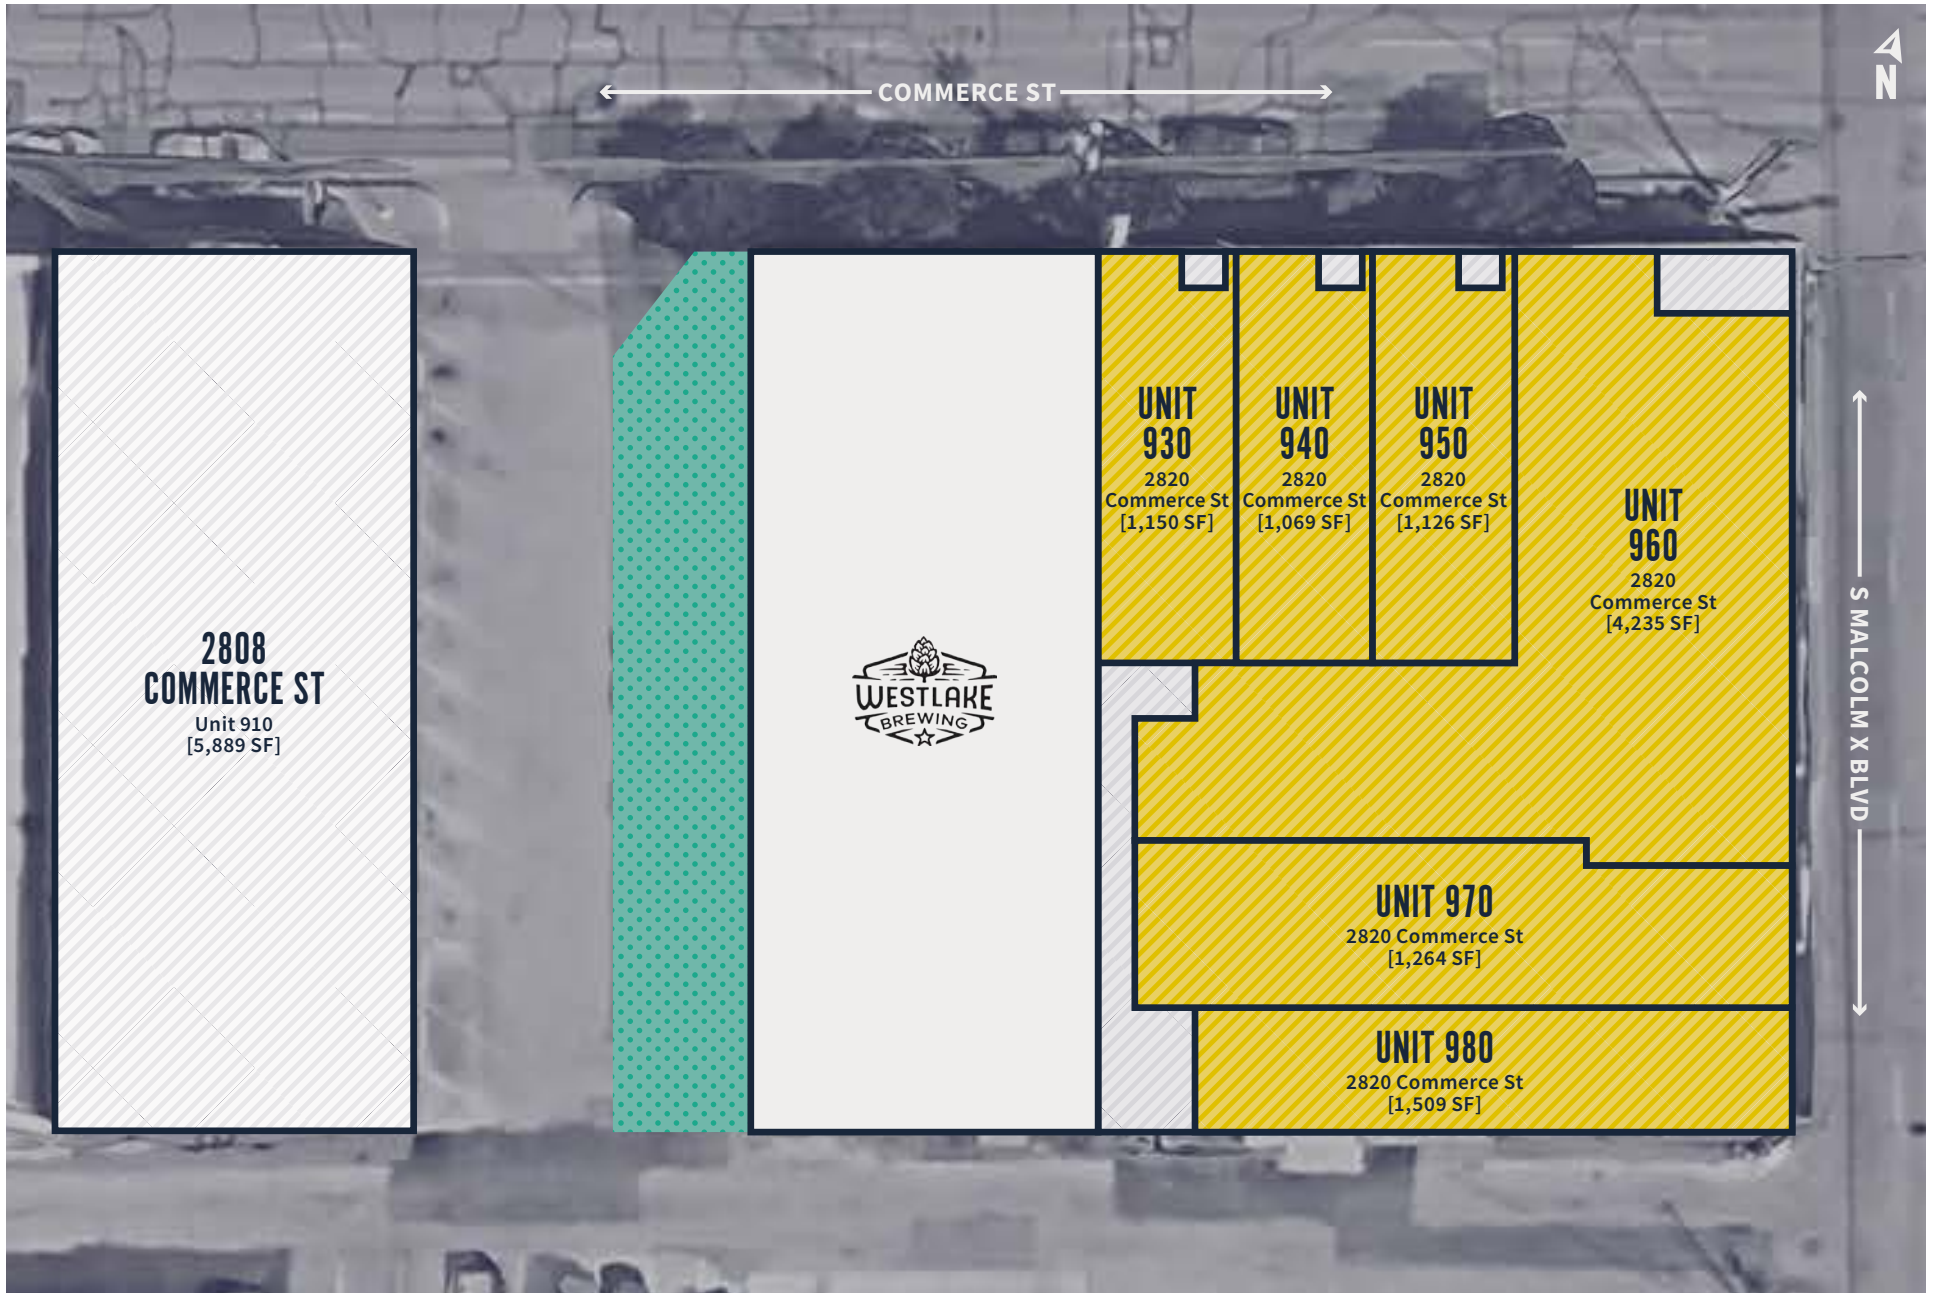 N
COMMERCE ST
UNIT
930
2820
Commerce St
[1,150 SF]
UNIT
940
2820
Commerce St
[1,069 SF]
UNIT
950
2820
Commerce St
[1,126 SF]
UNIT
960
2820
Commerce St
[4,235 SF]
S MALCOLM X BLVD
2808
COMMERCE ST
Unit 910
[5,889 SF]
WESTLAKE
BREWING
UNIT 970
2820 Commerce St
[1,264 SF]
UNIT 980
2820 Commerce St
[1,509 SF]